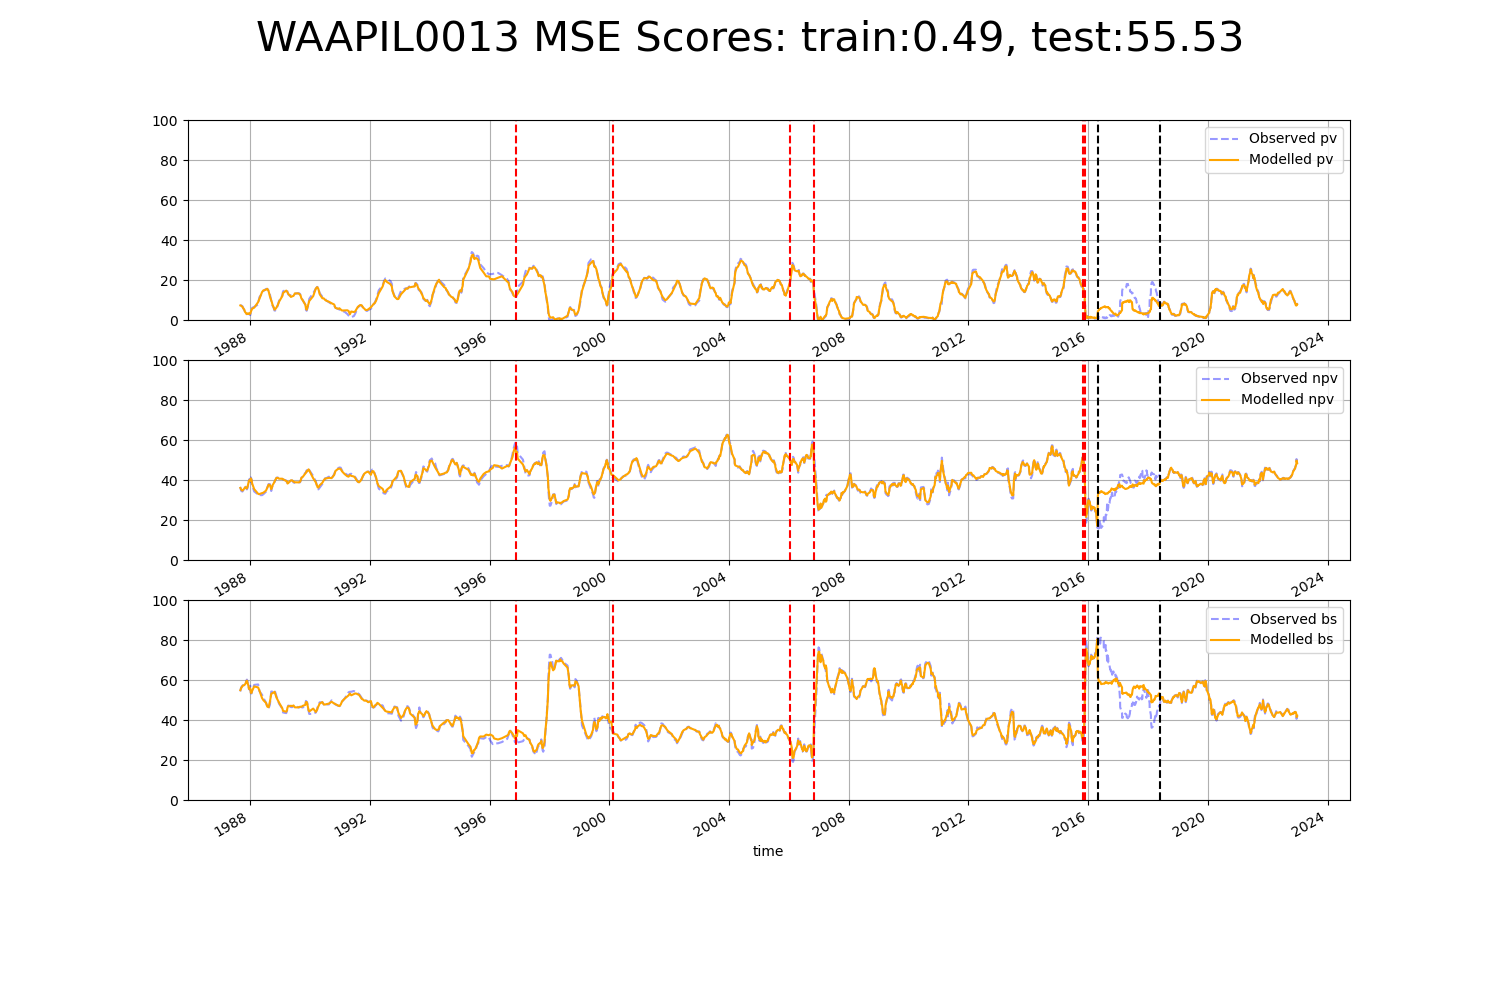 WAAPIL0013 MSE Scores: train:0.49, test:55.53
100
80
60
40
20
0
Observed pv
Modelled pv
1988 1992 1996 2000 2004 2008 2012 2016 2020 2024
100
80
60
40
20
0
Observed npv
Modelled npv
1988 1992 1996 2000 2004 2008 2012 2016 2020 2024
100
80
60
40
20
0
Observed bs
Modelled bs
1988 1992 1996 2000 2004 2008 2012 2016 2020 2024
time